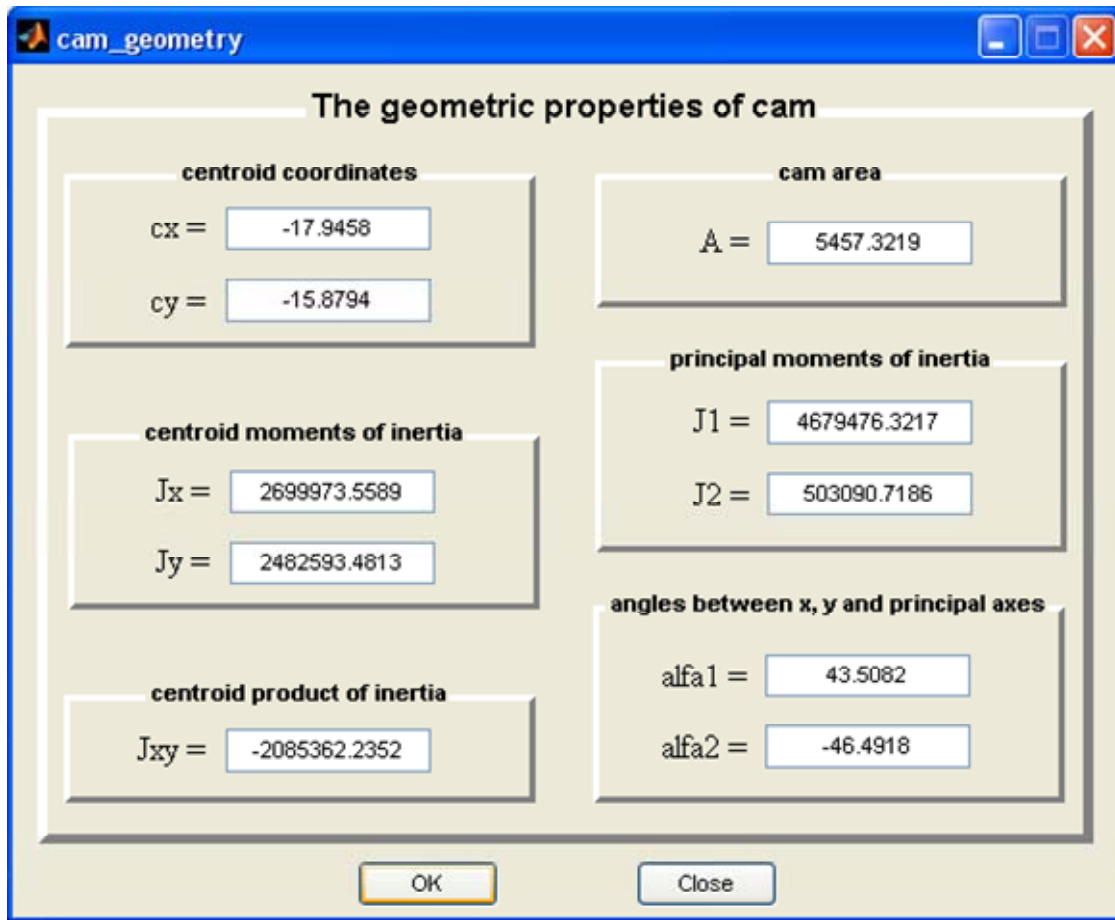 cam_geometry
The geometric properties of cam
centroid coordinates
cx = -17.9458
cy = -15.8794
cam area
A = 5457.3219
principal moments of inertia
J1 = 4679476.3217
J2 = 503090.7186
centroid moments of inertia
Jx = 2699973.5589
Jy = 2482593.4813
angles between x, y and principal axes
alfa1 = 43.5082
alfa2 = -46.4918
centroid product of inertia
Jxy = -2085362.2352
OK
Close